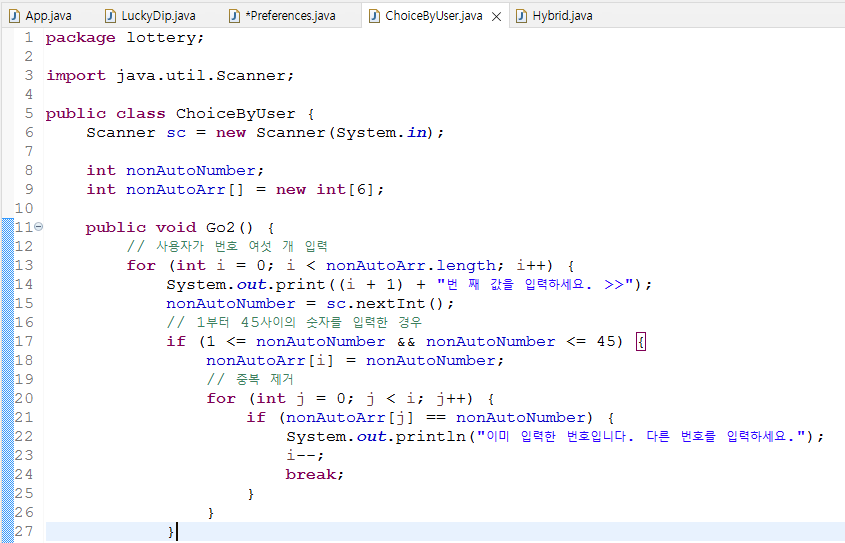 App.java LuckyDip.java *Preferences.java ChoiceByUser.java Hybrid.java
1 package lottery;
2
3 import java.util.Scanner;
4
5 public class ChoiceByUser {
6 Scanner sc = new Scanner(System.in);
7
8 int nonAutoNumber;
9 int nonAutoArr[] = new int[6];
10
11 public void Go2() {
12 // 사용자가 번호 여섯 개 입력
13 for (int i = 0; i < nonAutoArr.length; i++) {
14 System.out.print((i + 1) + "번 째 값을 입력하세요. >>");
15 nonAutoNumber = sc.nextInt();
16 // 1부터 45사이의 숫자를 입력한 경우
17 if (1 <= nonAutoNumber && nonAutoNumber <= 45) {
18 nonAutoArr[i] = nonAutoNumber;
19 // 중복 제거
20 for (int j = 0; j < i; j++) {
21 if (nonAutoArr[j] == nonAutoNumber) {
22 System.out.println("이미 입력한 번호입니다. 다른 번호를 입력하세요.");
23 i--;
24 break;
25 }
26 }
27 }